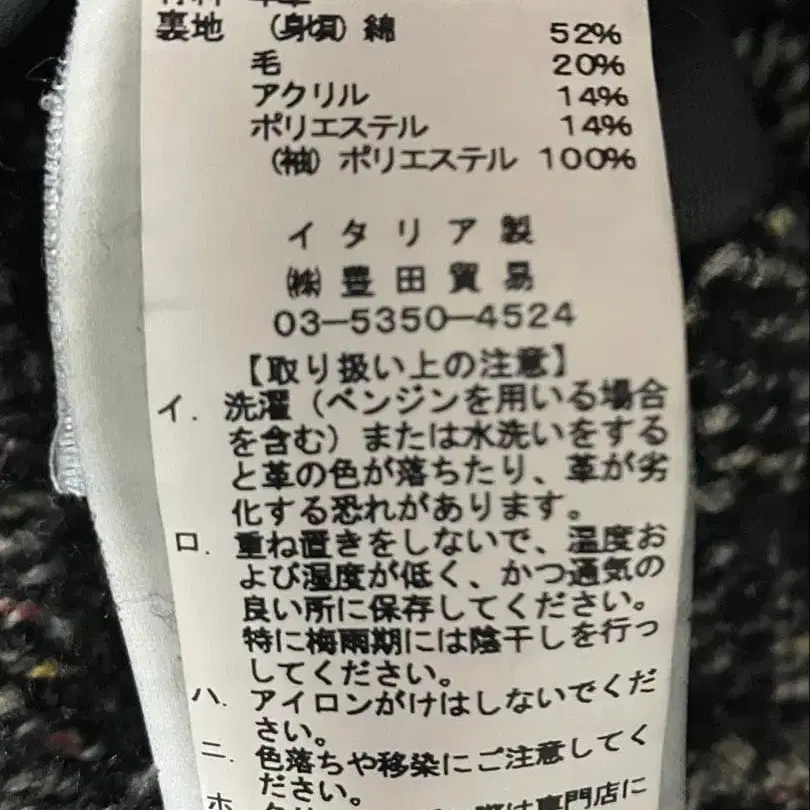 裏地 (身頃) 綿 52%
毛 20%
アクリル 14%
ポリエステル 14%
(袖) ポリエステル 100%
イタリア製
㈱豊田貿易
03-5350-4524
【取り扱い上の注意】
イ. 洗濯(ベンジンを用いる場合
を含む)または水洗いをする
と革の色が落ちたり、革が劣
化する恐れがあります。
ロ. 重ね置きをしないで、温度お
よび湿度が低く、かつ通気の
良い所に保存してください。
特に梅雨期には陰干しを行っ
してください。
ハ. アイロンがけはしないでくだ
さい。
ニ. 色落ちや移染にご注意してく
ださい。
ホ. は専門店に